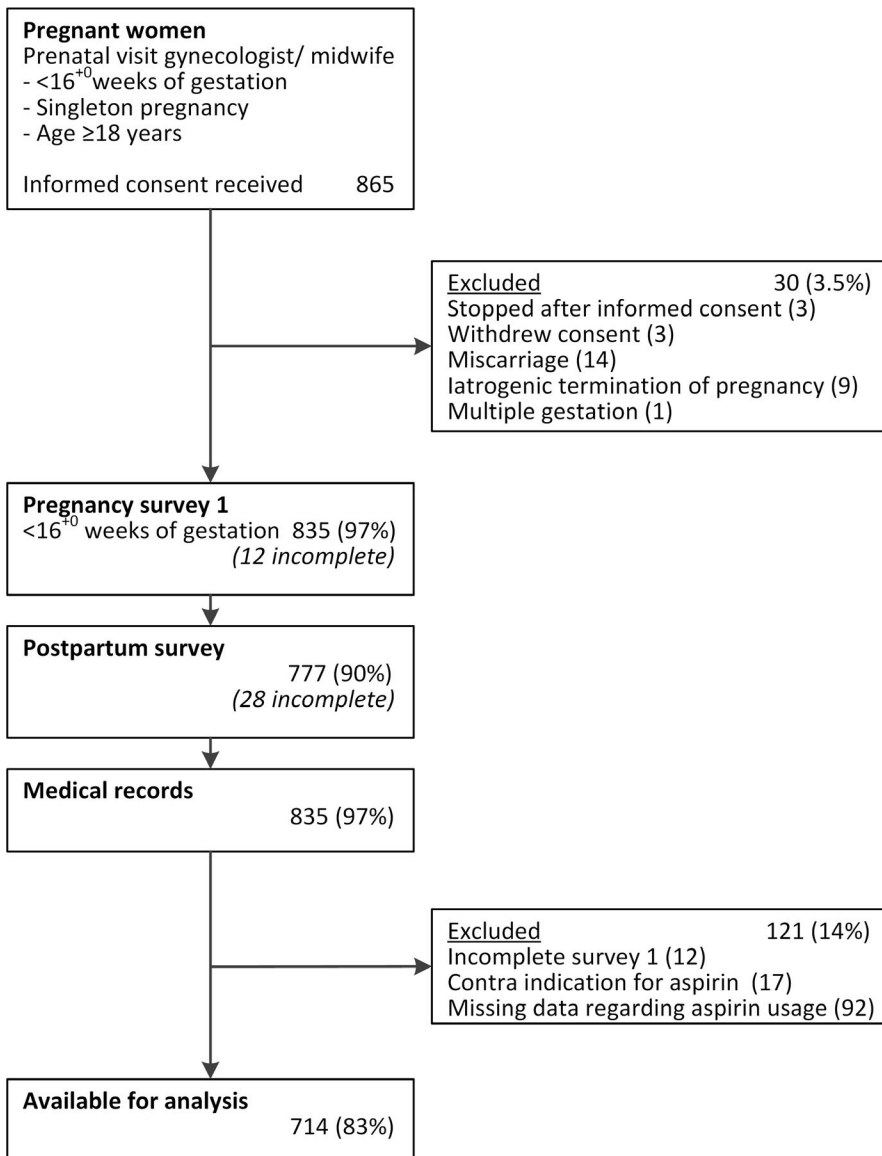 Pregnant women
Prenatal visit gynecologist/ midwife
- <16+0weeks of gestation
- Singleton pregnancy
- Age ≥18 years
Informed consent received 865
Excluded 30 (3.5%)
Stopped after informed consent (3)
Withdrew consent (3)
Miscarriage (14)
Iatrogenic termination of pregnancy (9)
Multiple gestation (1)
Pregnancy survey 1
<16+0 weeks of gestation 835 (97%)
(12 incomplete)
Postpartum survey
777 (90%)
(28 incomplete)
Medical records
835 (97%)
Excluded 121 (14%)
Incomplete survey 1 (12)
Contra indication for aspirin (17)
Missing data regarding aspirin usage (92)
Available for analysis
714 (83%)